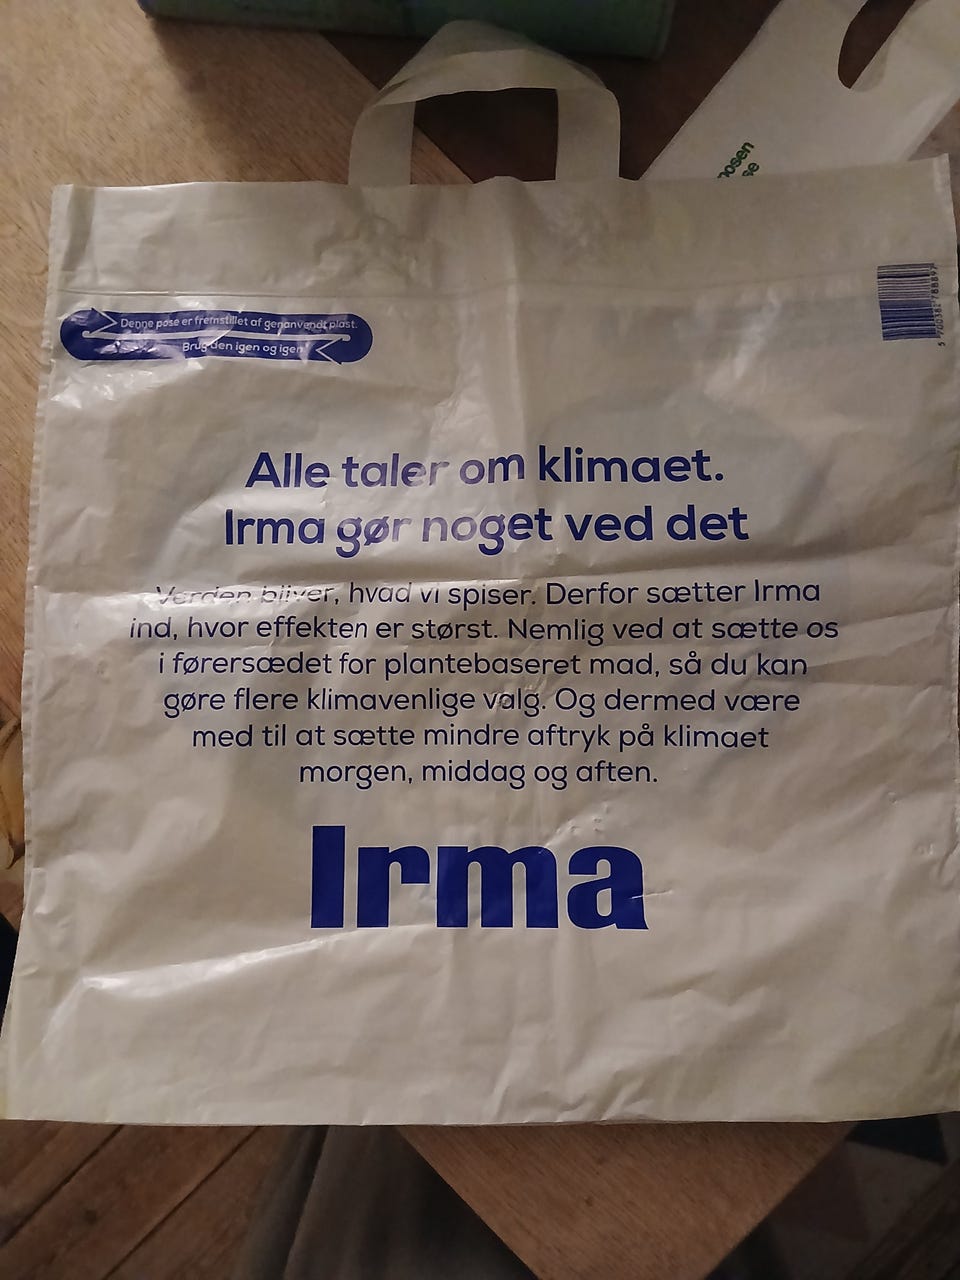 posen
se
Denne pose er fremstillet af genanvendt plast.
Brug den igen og igen
Alle taler om klimaet.
Irma gør noget ved det
Verden bliver, hvad vi spiser. Derfor sætter Irma
ind, hvor effekten er størst. Nemlig ved at sætte os
i førersædet for plantebaseret mad, så du kan
gøre flere klimavenlige valg. Og dermed være
med til at sætte mindre aftryk på klimaet
morgen, middag og aften.
Irma